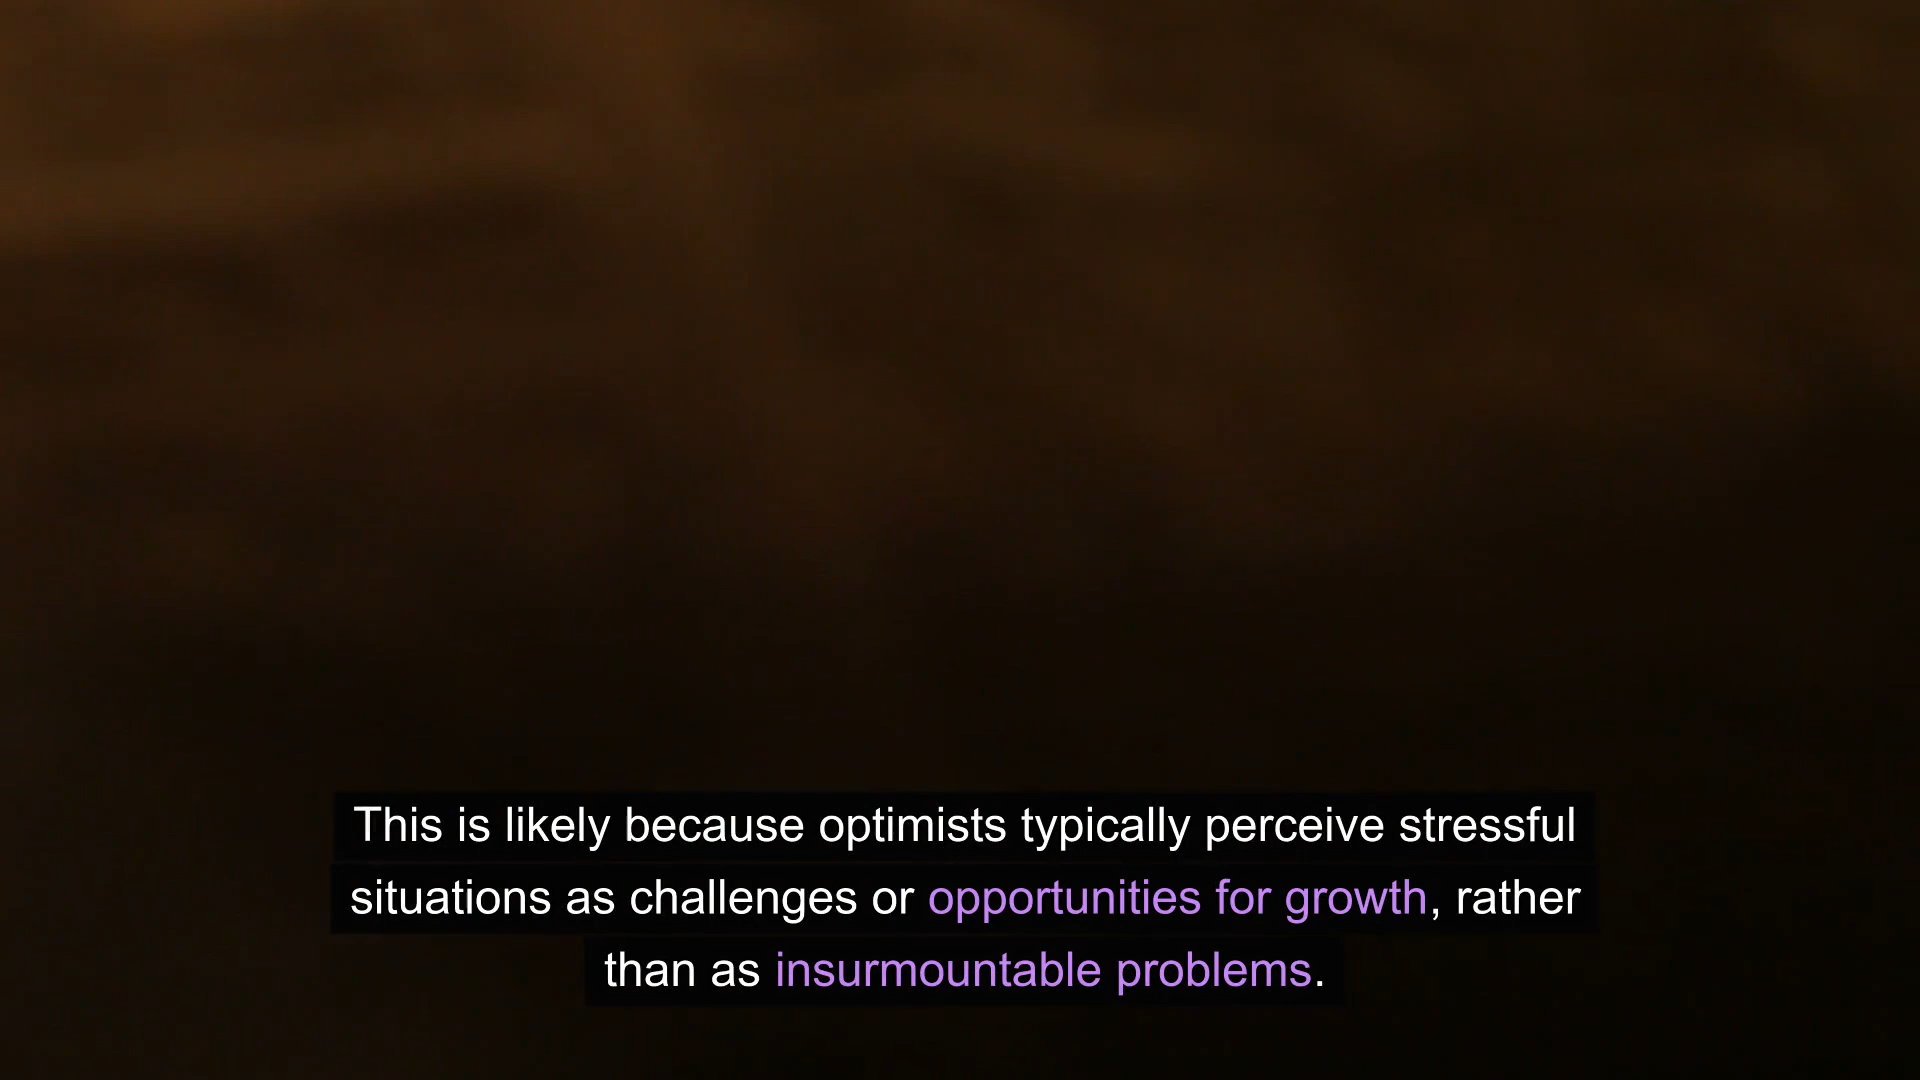 This is likely because optimists typically perceive stressful
situations as challenges or opportunities for growth, rather
than as insurmountable problems.